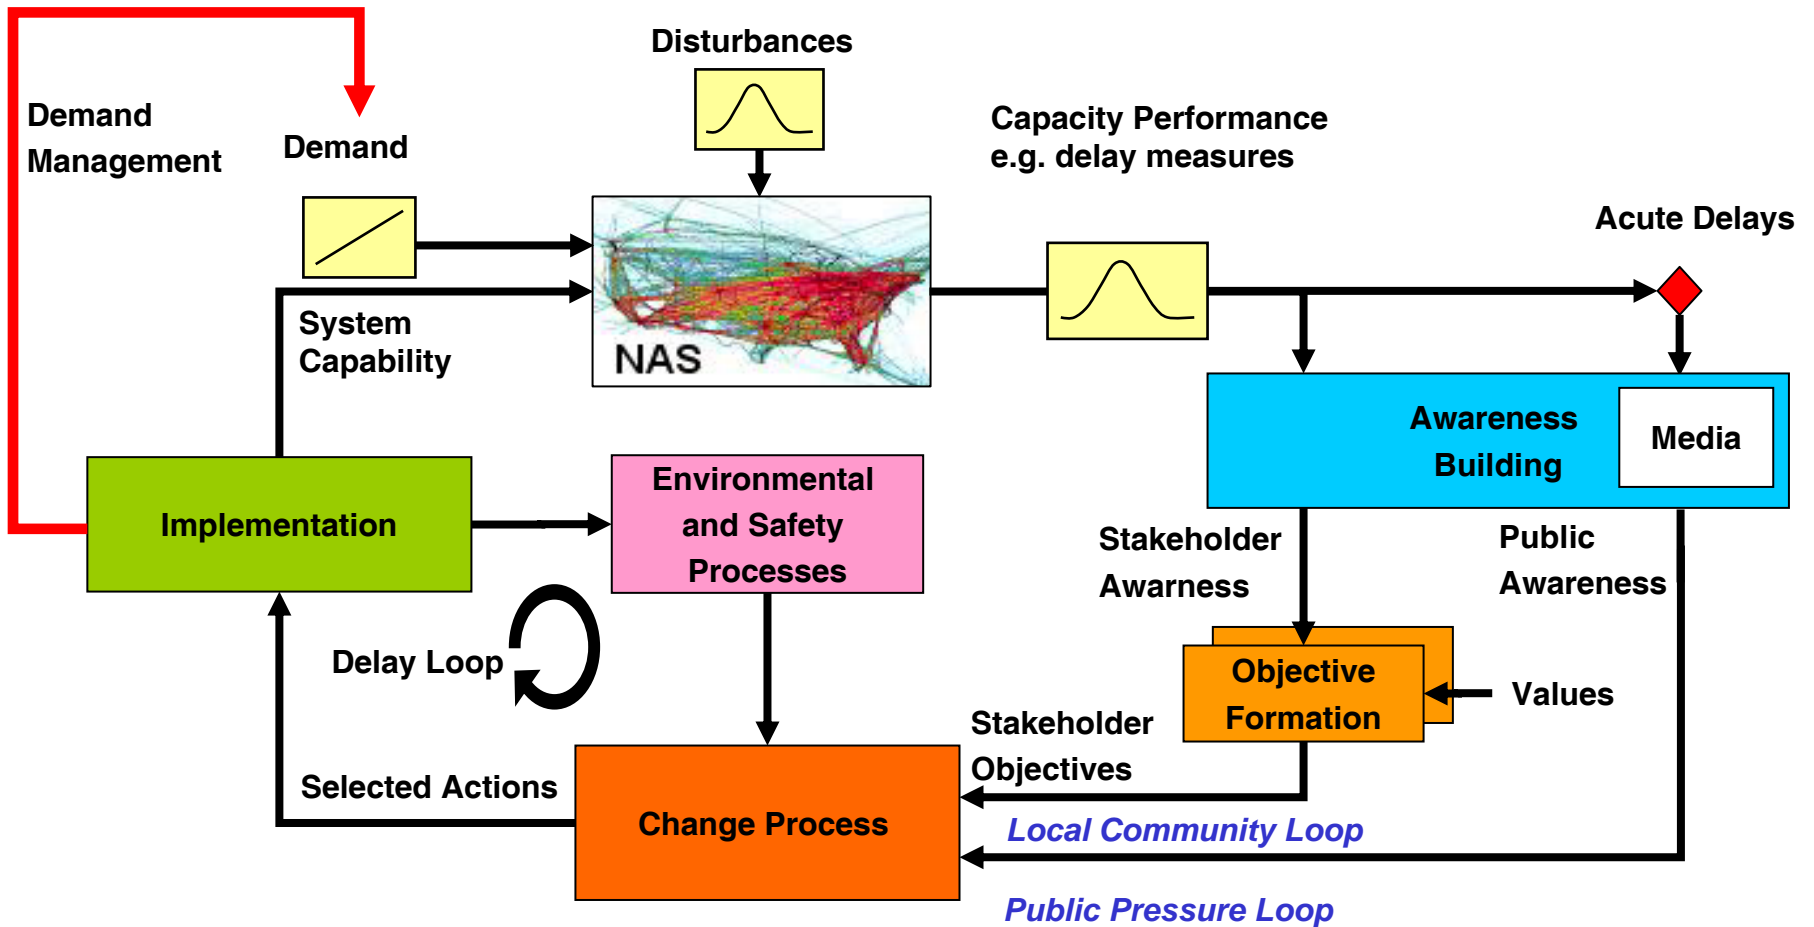 Disturbances
Demand
Management
Demand
Capacity Performance
e.g. delay measures
Acute Delays
System
Capability
NAS
Awareness
Building
Media
Implementation
Environmental
and Safety
Processes
Stakeholder
Awarness
Public
Awareness
Delay Loop
Objective
Formation
Values
Stakeholder
Objectives
Selected Actions
Change Process
Local Community Loop
Public Pressure Loop